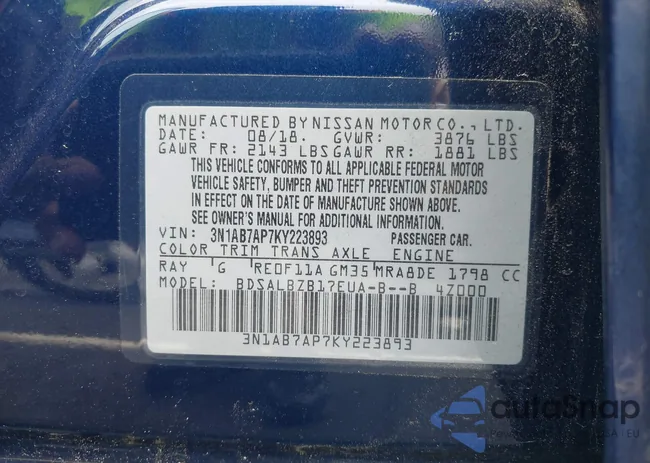 MANUFACTURED BY NISSAN MOTOR CO., LTD.
DATE: 08/18. GVWR: 3876 LBS
GAWR FR: 2143 LBS GAWR RR: 1881 LBS
THIS VEHICLE CONFORMS TO ALL APPLICABLE FEDERAL MOTOR
VEHICLE SAFETY, BUMPER AND THEFT PREVENTION STANDARDS
IN EFFECT ON THE DATE OF MANUFACTURE SHOWN ABOVE.
SEE OWNER'S MANUAL FOR ADDITIONAL INFORMATION.
VIN: 3N1AB7AP7KY223893 PASSENGER CAR.
COLOR TRIM TRANS AXLE ENGINE
RAY G RE0F11A GM35 MRA8DE 1798 CC
MODEL: BDSALBZB17EUA-B--B 4Z000
3N1AB7AP7KY223893
autoSnap